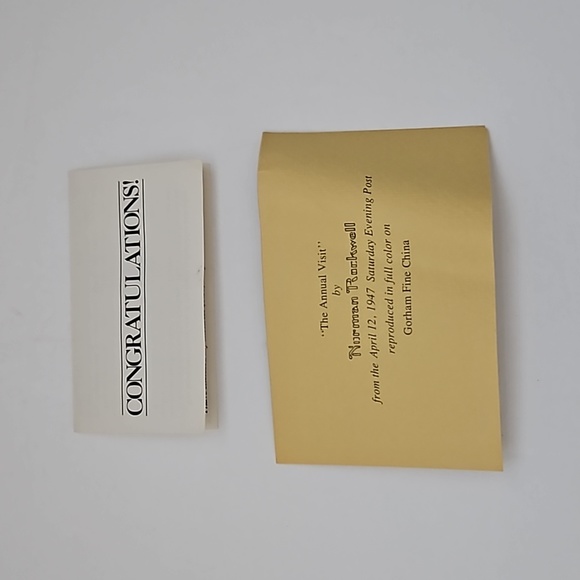 CONGRATULATIONS!
"The Annual Visit"
by
Norman Rockwell
from the April 12, 1947 Saturday Evening Post
reproduced in full color on
Gorham Fine China